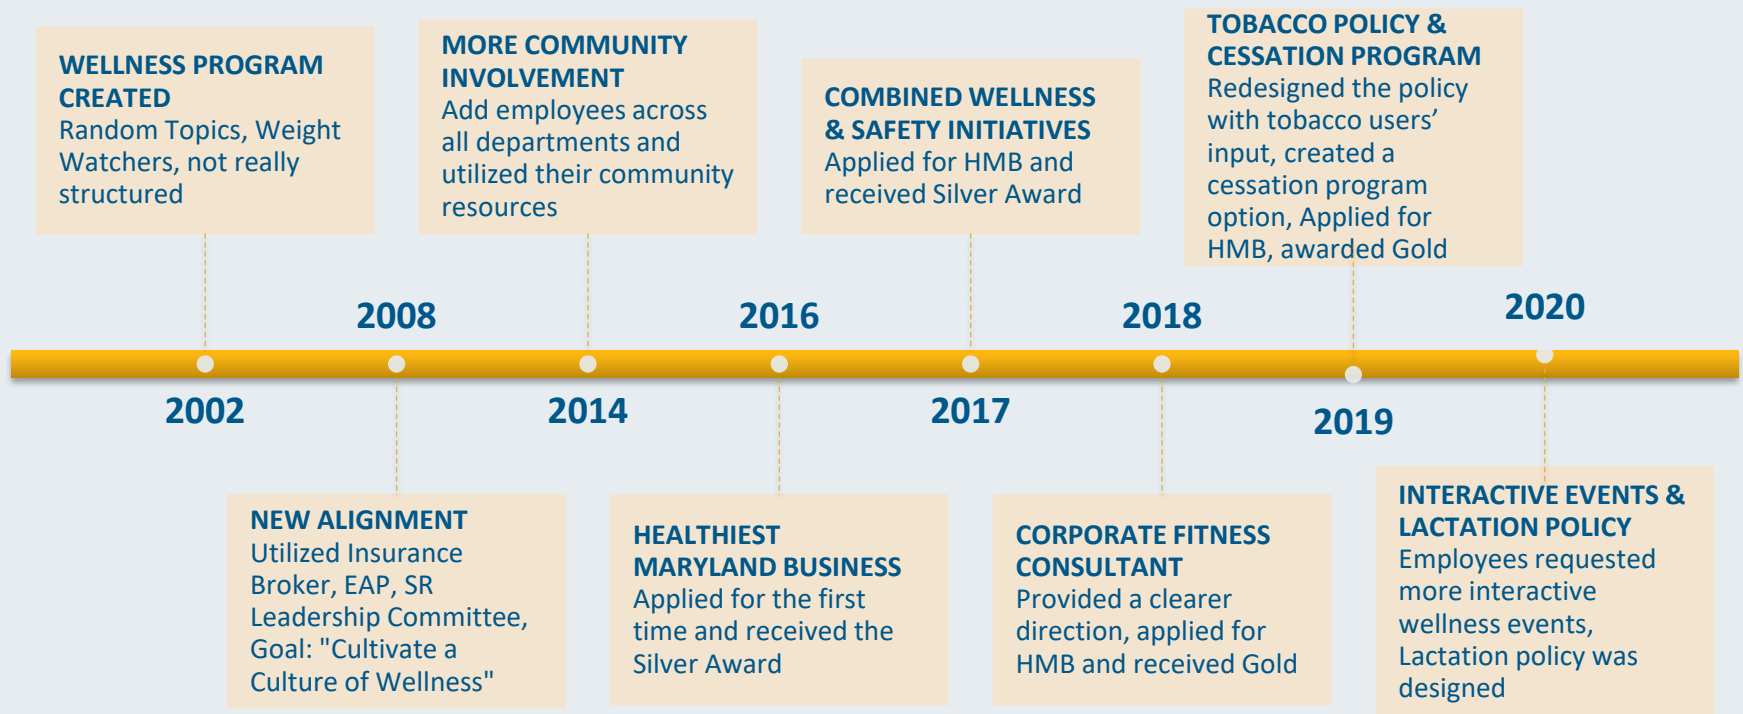 WELLNESS PROGRAM
CREATED
Random Topics, Weight
Watchers, not really
structured
MORE COMMUNITY
INVOLVEMENT
Add employees across
all departments and
utilized their community
resources
COMBINED WELLNESS
& SAFETY INITIATIVES
Applied for HMB and
received Silver Award
TOBACCO POLICY &
CESSATION PROGRAM
Redesigned the policy
with tobacco users’
input, created a
cessation program
option, Applied for
HMB, awarded Gold
2008
2016
2018
2020
2002
2014
2017
2019
NEW ALIGNMENT
Utilized Insurance
Broker, EAP, SR
Leadership Committee,
Goal: "Cultivate a
Culture of Wellness"
HEALTHIEST
MARYLAND BUSINESS
Applied for the first
time and received the
Silver Award
CORPORATE FITNESS
CONSULTANT
Provided a clearer
direction, applied for
HMB and received Gold
INTERACTIVE EVENTS &
LACTATION POLICY
Employees requested
more interactive
wellness events,
Lactation policy was
designed